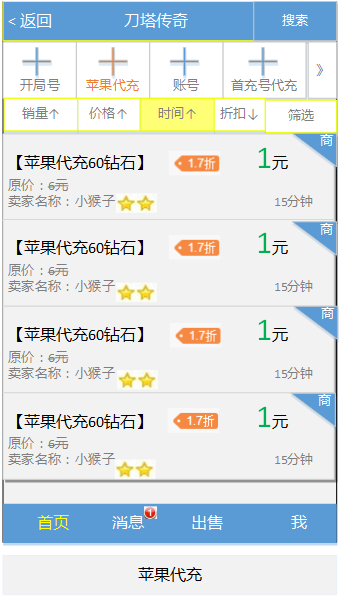 < 返回 刀塔传奇 搜索
开局号 苹果代充 账号 首充号代充 》
销量↑ 价格↑ 时间↑ 折扣↓ 筛选
商
【苹果代充60钻石】 1.7折 1元
原价：6元
卖家名称：小猴子 15分钟
商
【苹果代充60钻石】 1.7折 1元
原价：6元
卖家名称：小猴子 15分钟
商
【苹果代充60钻石】 1.7折 1元
原价：6元
卖家名称：小猴子 15分钟
商
【苹果代充60钻石】 1.7折 1元
原价：6元
卖家名称：小猴子 15分钟
首页 消息 1 出售 我
苹果代充